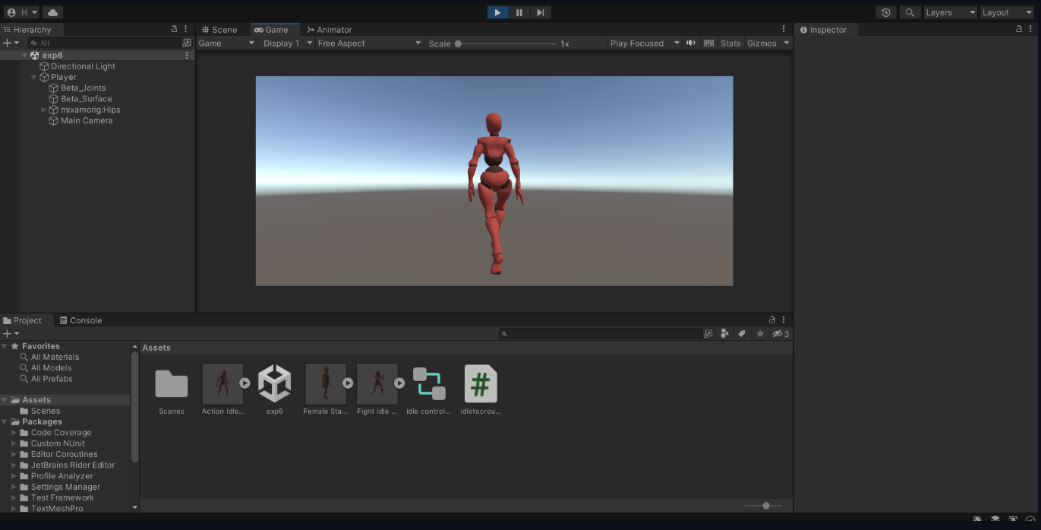 H
Layers
Layout
Hierarchy
Scene
Game
Animator
Inspector
All
Game
Display 1
Free Aspect
Scale
1x
Play Focused
Stats
Gizmos
exp6
Directional Light
Player
Beta_Joints
Beta_Surface
mixamorig:Hips
Main Camera
Project
Console
3
Favorites
All Materials
All Models
All Prefabs
Assets
Scenes
Packages
Code Coverage
Custom NUnit
Editor Coroutines
JetBrains Rider Editor
Profile Analyzer
Settings Manager
Test Framework
TextMeshPro
Assets
Scenes
Action Idle...
exp6
Female Sta...
Fight Idle ...
idle control...
idletocrou...
#